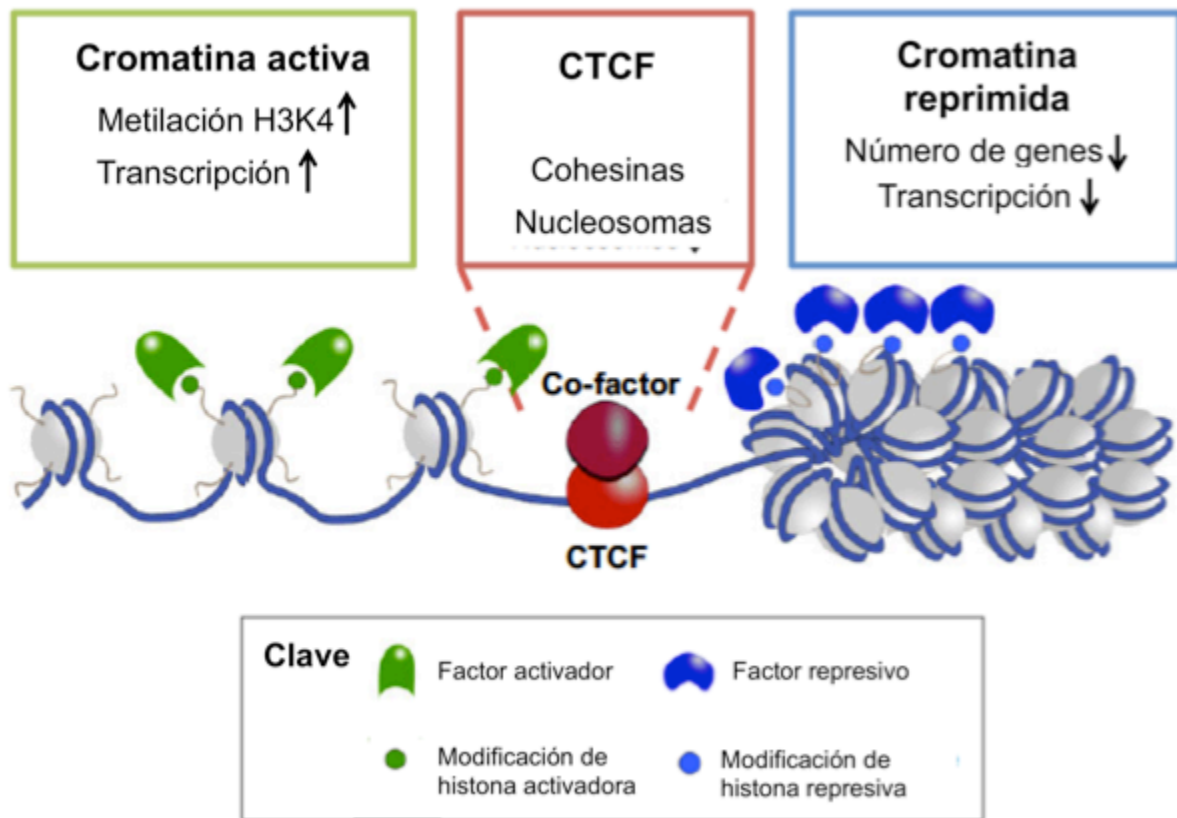 Cromatina activa
Metilación H3K4 ↑
Transcripción ↑
CTCF
Cohesinas
Nucleosomas
Cromatina
reprimida
Número de genes ↓
Transcripción ↓
Co-factor
CTCF
Clave
Factor activador
Factor represivo
Modificación de
histona activadora
Modificación de
histona represiva